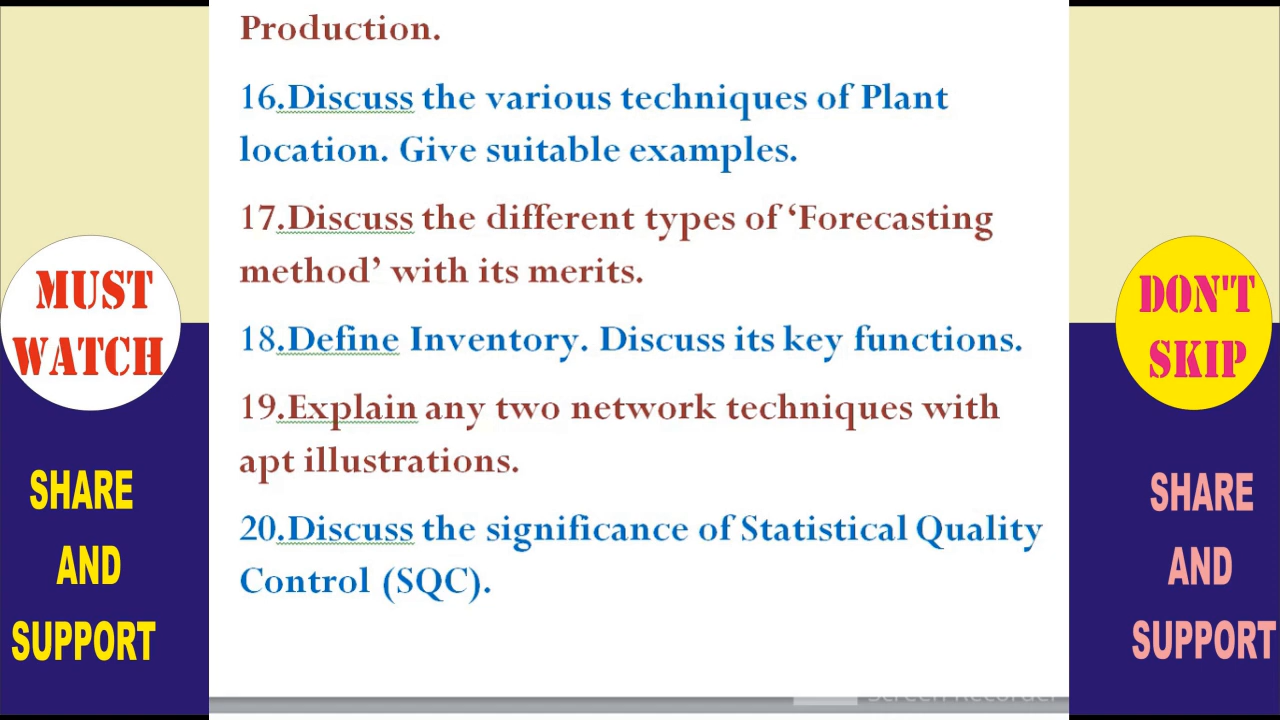 Production.
16.Discuss the various techniques of Plant
location. Give suitable examples.
17.Discuss the different types of ‘Forecasting
method’ with its merits.
18.Define Inventory. Discuss its key functions.
19.Explain any two network techniques with
apt illustrations.
20.Discuss the significance of Statistical Quality
Control (SQC).
MUST
WATCH
SHARE
AND
SUPPORT
DON'T
SKIP
SHARE
AND
SUPPORT